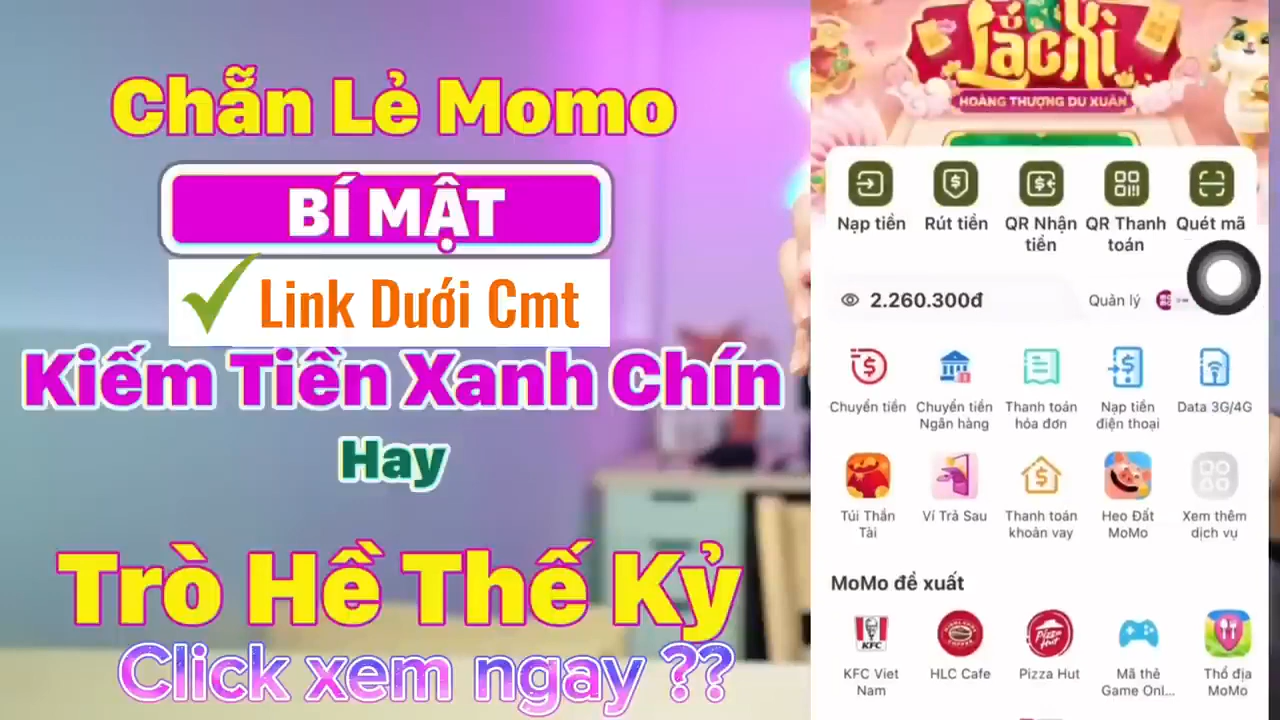 Chẵn Lẻ Momo
BÍ MẬT
Link Dưới Cmt
Kiếm Tiền Xanh Chín
Hay
Trò Hề Thế Kỷ
Click xem ngay ??
LắcXì
HOÀNG THƯỢNG DU XUÂN
Nạp tiền
Rút tiền
QR Nhận
tiền
QR Thanh
toán
Quét mã
2.260.300đ
Quản lý
Chuyển tiền
Chuyển tiền
Ngân hàng
Thanh toán
hóa đơn
Nạp tiền
điện thoại
Data 3G/4G
Túi Thần
Tài
Ví Trả Sau
Thanh toán
khoản vay
Heo Đất
MoMo
Xem thêm
dịch vụ
MoMo đề xuất
KFC
Pizza Hut
KFC Viet
Nam
HLC Cafe
Pizza Hut
Mã thẻ
Game Onl...
Thổ địa
MoMo